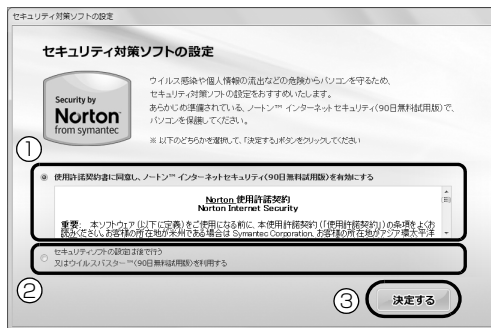 セキュリティ対策ソフトの設定
セキュリティ対策ソフトの設定
Security by
Norton
from symantec
ウイルス感染や個人情報の流出などの危険からパソコンを守るため、
セキュリティ対策ソフトの設定をおすすめいたします。
あらかじめ準備されている、ノートン™ インターネットセキュリティ(90日無料試用版)で、
パソコンを保護してください。
※ 以下のどちらかを選択して、「決定する」ボタンをクリックしてください
①
使用許諾契約書に同意し、ノートン™ インターネットセキュリティ(90日無料試用版)を有効にする
Norton 使用許諾契約
Norton Internet Security
重要: 本ソフトウェア(以下に定義)をご使用になる前に、本使用許諾契約(「使用許諾契約」)の条項をよくお
読みください。お客様の所在地が米州である場合は Symantec Corporation、お客様の所在地がアジア環太平洋
セキュリティソフトの設定は後で行う
又はウイルスバスター™(90日無料試用版)を利用する
②
③
決定する